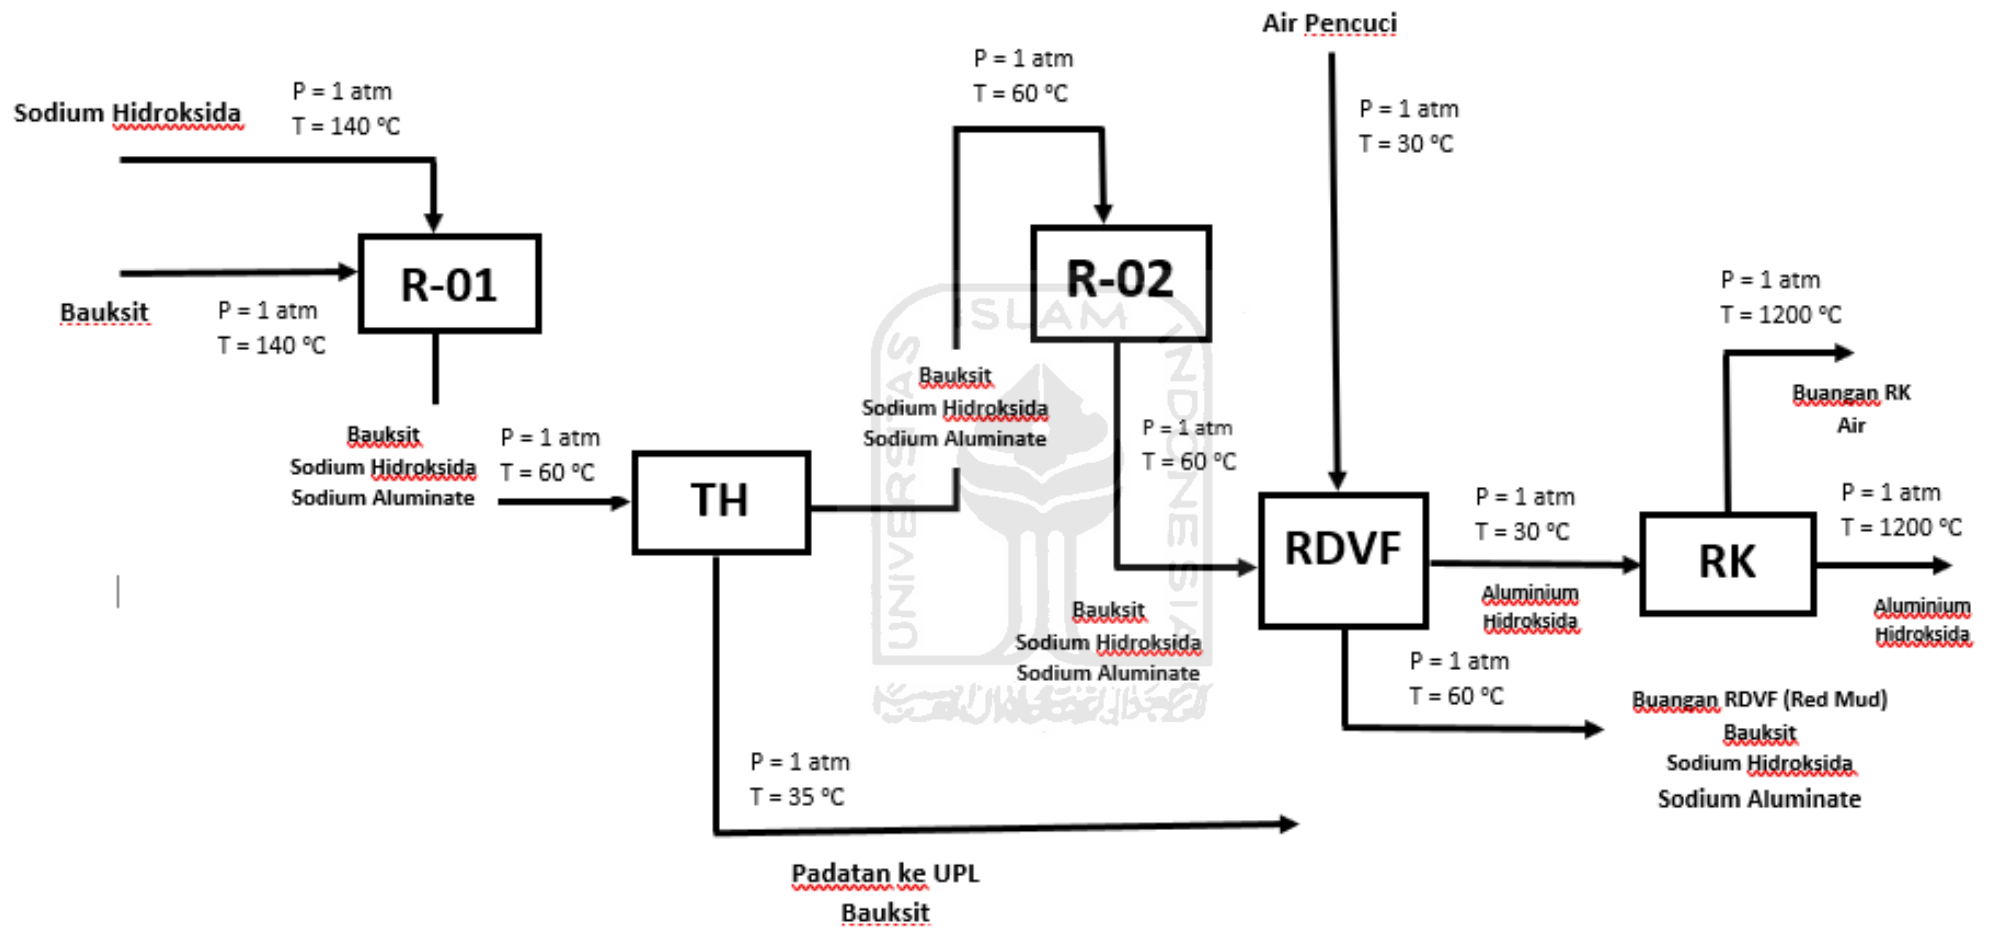 Air Pencuci
P = 1 atm
T = 30 °C
P = 1 atm
T = 60 °C
Sodium Hidroksida
P = 1 atm
T = 140 °C
R-01
Bauksit
P = 1 atm
T = 140 °C
R-02
P = 1 atm
T = 1200 °C
Buangan RK
Air
Bauksit
Sodium Hidroksida
Sodium Aluminate
P = 1 atm
T = 60 °C
TH
Bauksit
Sodium Hidroksida
Sodium Aluminate
P = 1 atm
T = 60 °C
RDVF
P = 1 atm
T = 30 °C
Aluminium
Hidroksida
RK
P = 1 atm
T = 1200 °C
Aluminium
Hidroksida
Bauksit
Sodium Hidroksida
Sodium Aluminate
P = 1 atm
T = 60 °C
Buangan RDVF (Red Mud)
Bauksit
Sodium Hidroksida
Sodium Aluminate
P = 1 atm
T = 35 °C
Padatan ke UPL
Bauksit
UNIVERSITAS
ISLAM
INDONESIA